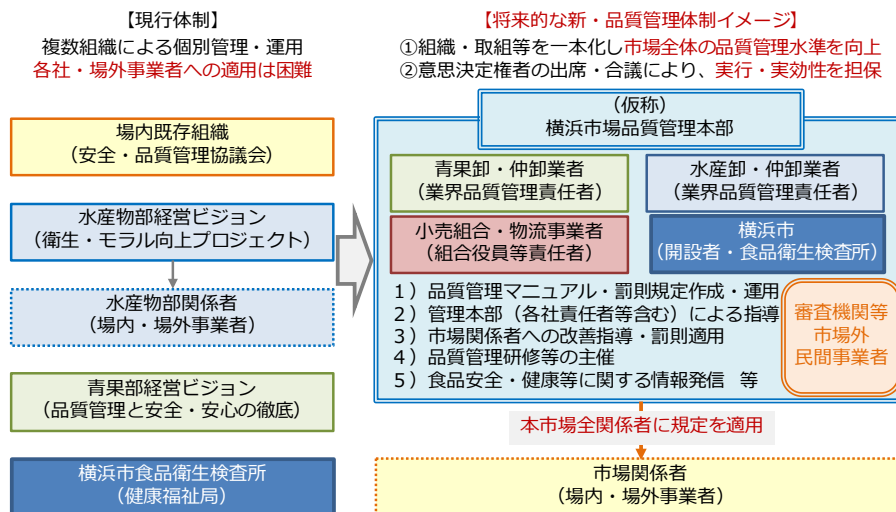 【現行体制】
複数組織による個別管理・運用
各社・場外事業者への適用は困難
場内既存組織
（安全・品質管理協議会）
水産物部経営ビジョン
（衛生・モラル向上プロジェクト）
水産物部関係者
（場内・場外事業者）
青果部経営ビジョン
（品質管理と安全・安心の徹底）
横浜市食品衛生検査所
（健康福祉局）
【将来的な新・品質管理体制イメージ】
①組織・取組等を一本化し市場全体の品質管理水準を向上
②意思決定権者の出席・合議により、実行・実効性を担保
（仮称）
横浜市場品質管理本部
青果卸・仲卸業者
（業界品質管理責任者）
水産卸・仲卸業者
（業界品質管理責任者）
小売組合・物流事業者
（組合役員等責任者）
横浜市
（開設者・食品衛生検査所）
１）品質管理マニュアル・罰則規定作成・運用
２）管理本部（各社責任者等含む）による指導
３）市場関係者への改善指導・罰則適用
４）品質管理研修等の主催
５）食品安全・健康等に関する情報発信　等
審査機関等
市場外
民間事業者
本市場全関係者に規定を適用
市場関係者
（場内・場外事業者）